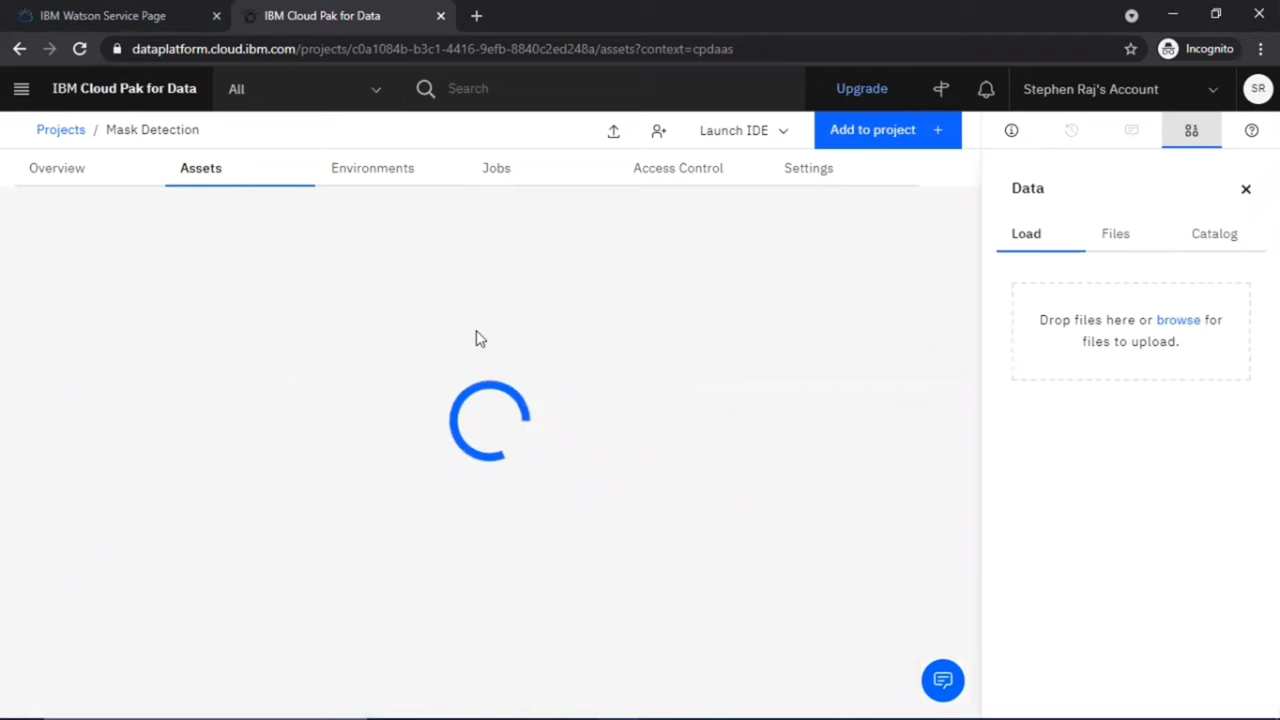 IBM Watson Service Page
IBM Cloud Pak for Data
dataplatform.cloud.ibm.com/projects/c0a1084b-b3c1-4416-9efb-8840c2ed248a/assets?context=cpdaas
Incognito
IBM Cloud Pak for Data
All
Search
Upgrade
Stephen Raj's Account
SR
Projects / Mask Detection
Launch IDE
Add to project +
Overview
Assets
Environments
Jobs
Access Control
Settings
Data
Load
Files
Catalog
Drop files here or browse for
files to upload.